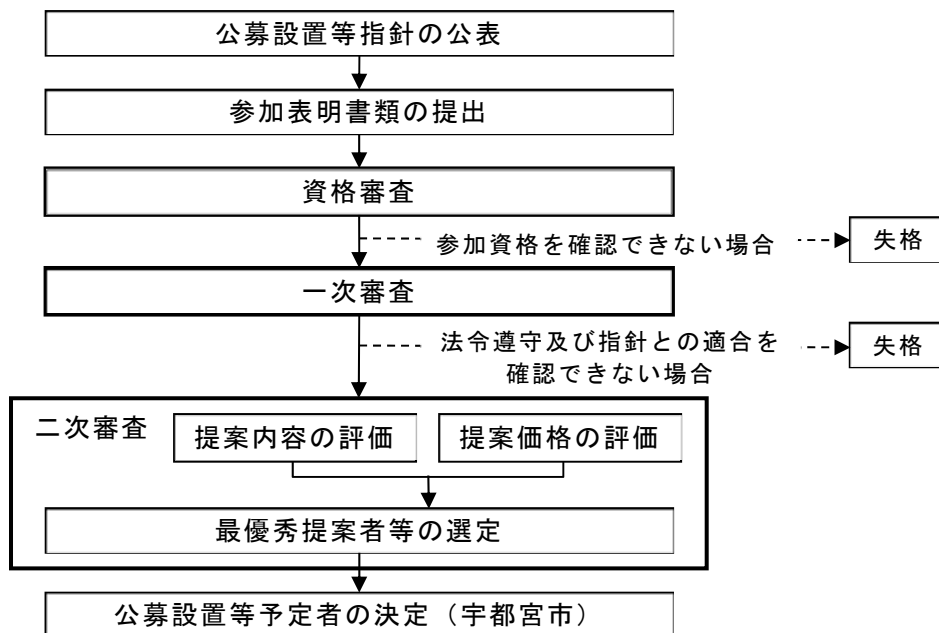 公募設置等指針の公表
参加表明書類の提出
資格審査
参加資格を確認できない場合
失格
一次審査
法令遵守及び指針との適合を
確認できない場合
失格
二次審査
提案内容の評価
提案価格の評価
最優秀提案者等の選定
公募設置等予定者の決定（宇都宮市）